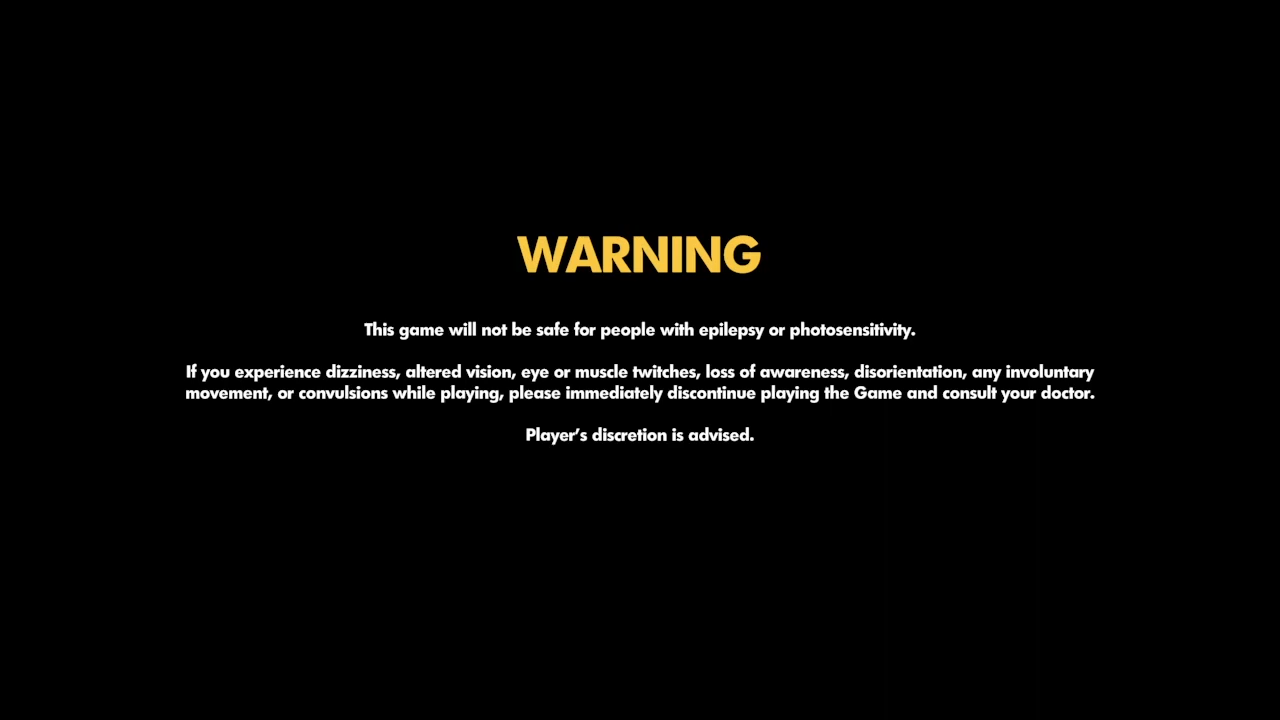 WARNING
This game will not be safe for people with epilepsy or photosensitivity.
If you experience dizziness, altered vision, eye or muscle twitches, loss of awareness, disorientation, any involuntary
movement, or convulsions while playing, please immediately discontinue playing the Game and consult your doctor.
Player’s discretion is advised.